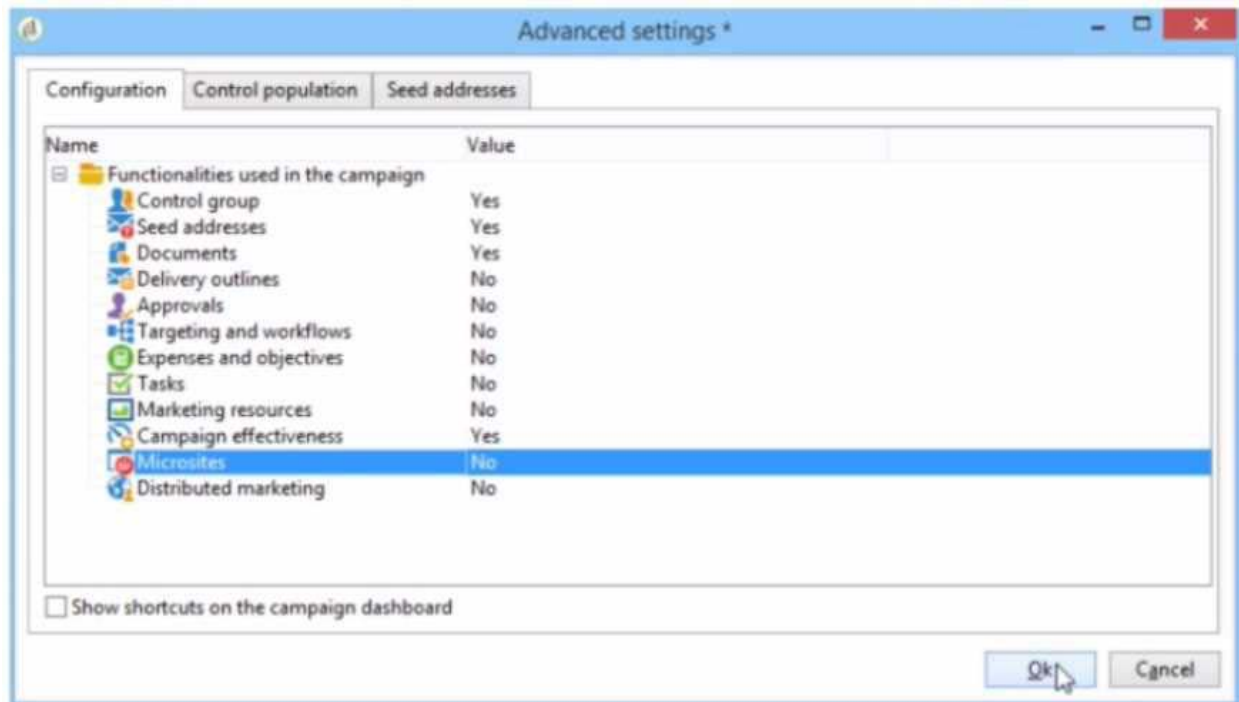 Advanced settings *
Configuration Control population Seed addresses
Name Value
Functionalities used in the campaign
Control group Yes
Seed addresses Yes
Documents Yes
Delivery outlines No
Approvals No
Targeting and workflows No
Expenses and objectives No
Tasks No
Marketing resources No
Campaign effectiveness Yes
Microsites No
Distributed marketing No
Show shortcuts on the campaign dashboard
Ok Cancel